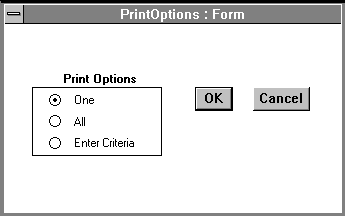 PrintOptions : Form
Print Options
One
All
Enter Criteria
OK
Cancel